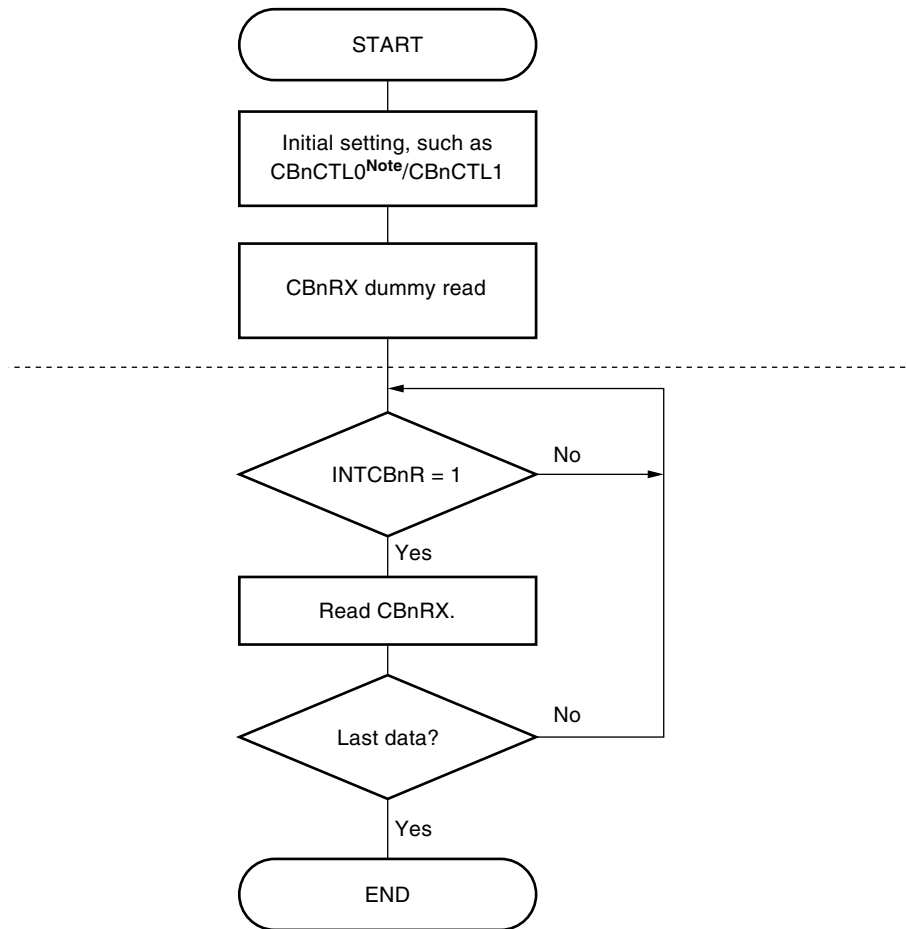 START
Initial setting, such as
CBnCTL0Note/CBnCTL1
CBnRX dummy read
INTCBnR = 1
No
Yes
Read CBnRX.
Last data?
No
Yes
END